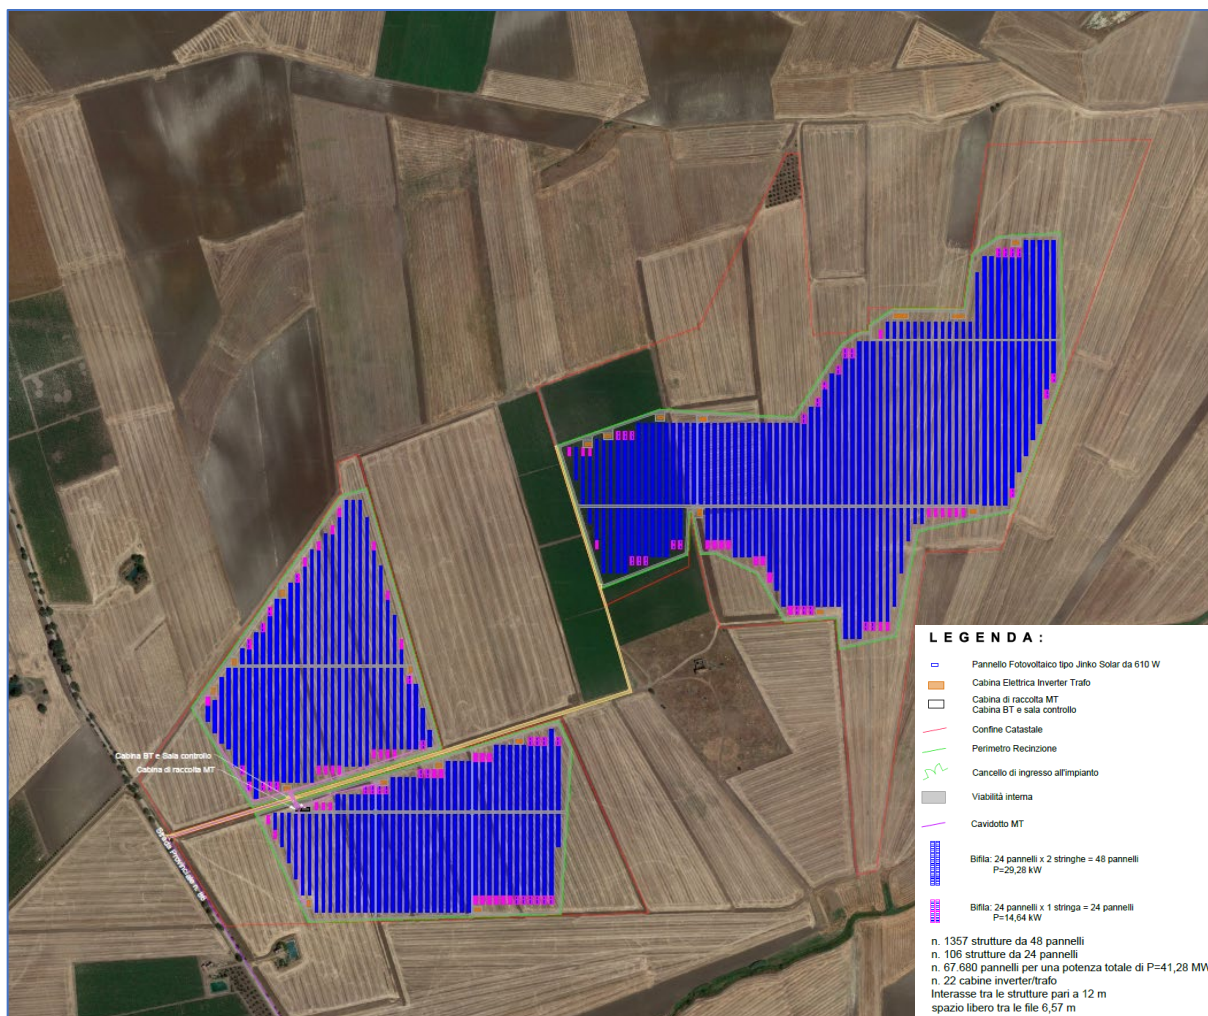 Cabina BT e Sala controllo
Cabina di raccolta MT
Strada Provinciale n.
LEGENDA:
Pannello Fotovoltaico tipo Jinko Solar da 610 W
Cabina Elettrica Inverter Trafo
Cabina di raccolta MT
Cabina BT e sala controllo
Confine Catastale
Perimetro Recinzione
Cancello di ingresso all'impianto
Viabilità interna
Cavidotto MT
Bifila: 24 pannelli x 2 stringhe = 48 pannelli
P=29,28 kW
Bifila: 24 pannelli x 1 stringa = 24 pannelli
P=14,64 kW
n. 1357 strutture da 48 pannelli
n. 106 strutture da 24 pannelli
n. 67.680 pannelli per una potenza totale di P=41,28 MW
n. 22 cabine inverter/trafo
Interasse tra le strutture pari a 12 m
spazio libero tra le file 6,57 m